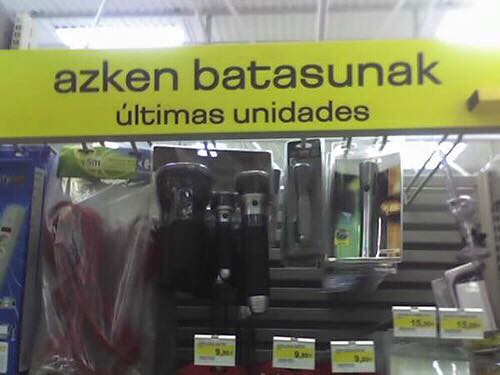 azken batasunak
últimas unidades